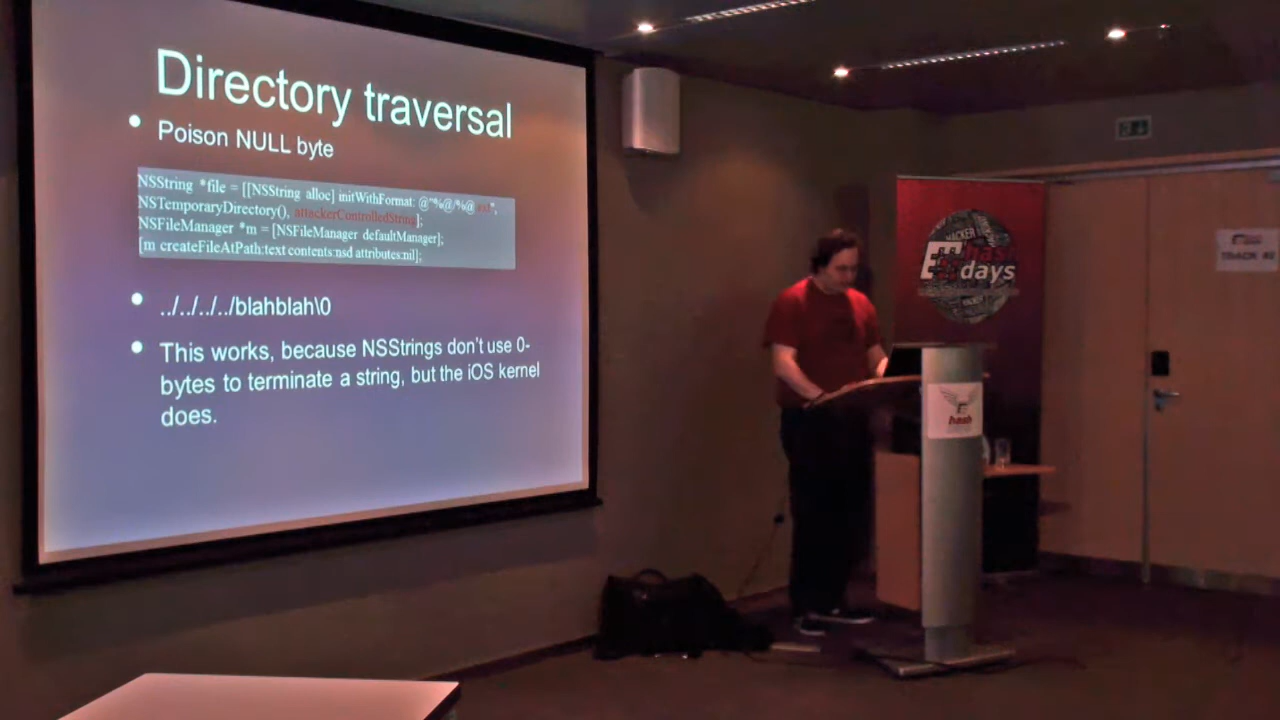 Directory traversal
• Poison NULL byte
NSString *file = [[NSString alloc] initWithFormat: @"%@/%@.txt",
NSTemporaryDirectory(), attackerControlledString];
NSFileManager *m = [NSFileManager defaultManager];
[m createFileAtPath:text contents:nsd attributes:nil];
• ../../../../blahblah\0
• This works, because NSStrings don't use 0-
bytes to terminate a string, but the iOS kernel
does.
HACKER
days
hash
TRACK